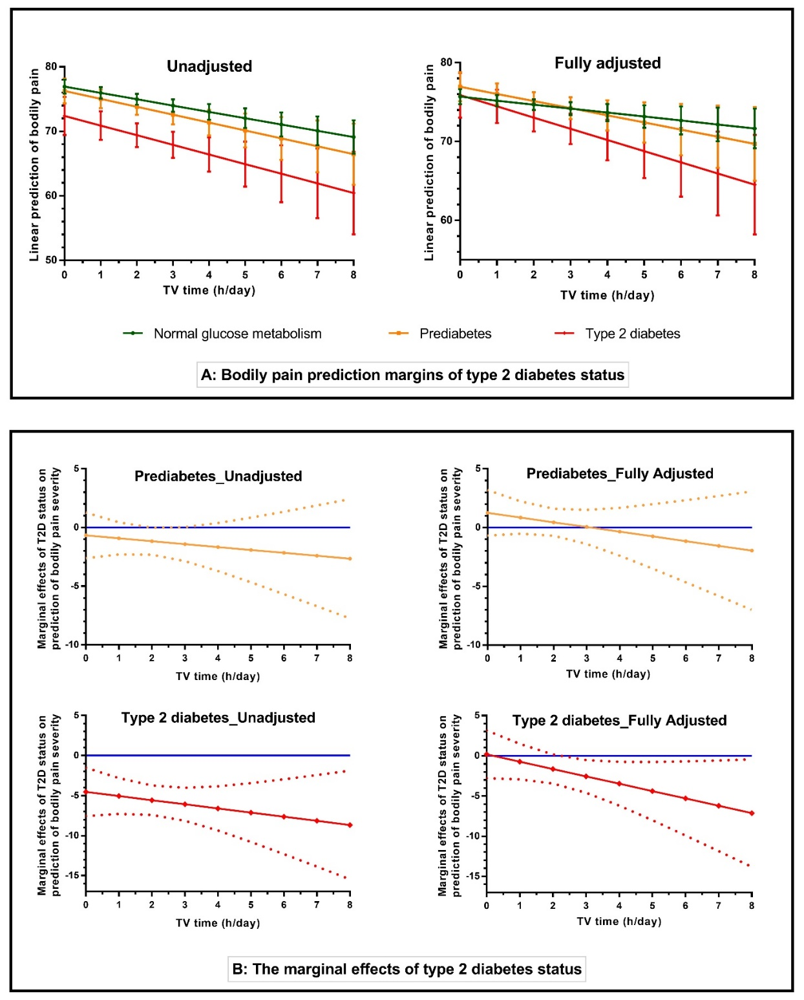 Unadjusted
Linear prediction of bodily pain
80
70
60
50
0 1 2 3 4 5 6 7 8
TV time (h/day)
Fully adjusted
Linear prediction of bodily pain
80
70
60
0 1 2 3 4 5 6 7 8
TV time (h/day)
Normal glucose metabolism
Prediabetes
Type 2 diabetes
A: Bodily pain prediction margins of type 2 diabetes status
Prediabetes_Unadjusted
Marginal effects of T2D status on
prediction of bodily pain severity
5
0
-5
-10
0 1 2 3 4 5 6 7 8
TV time (h/day)
Prediabetes_Fully Adjusted
Marginal effects of T2D status on
prediction of bodily pain severity
5
0
-5
-10
0 1 2 3 4 5 6 7 8
TV time (h/day)
Type 2 diabetes_Unadjusted
Marginal effects of T2D status on
prediction of bodily pain severity
5
0
-5
-10
-15
0 1 2 3 4 5 6 7 8
TV time (h/day)
Type 2 diabetes_Fully Adjusted
Marginal effects of T2D status on
prediction of bodily pain severity
5
0
-5
-10
-15
0 1 2 3 4 5 6 7 8
TV time (h/day)
B: The marginal effects of type 2 diabetes status